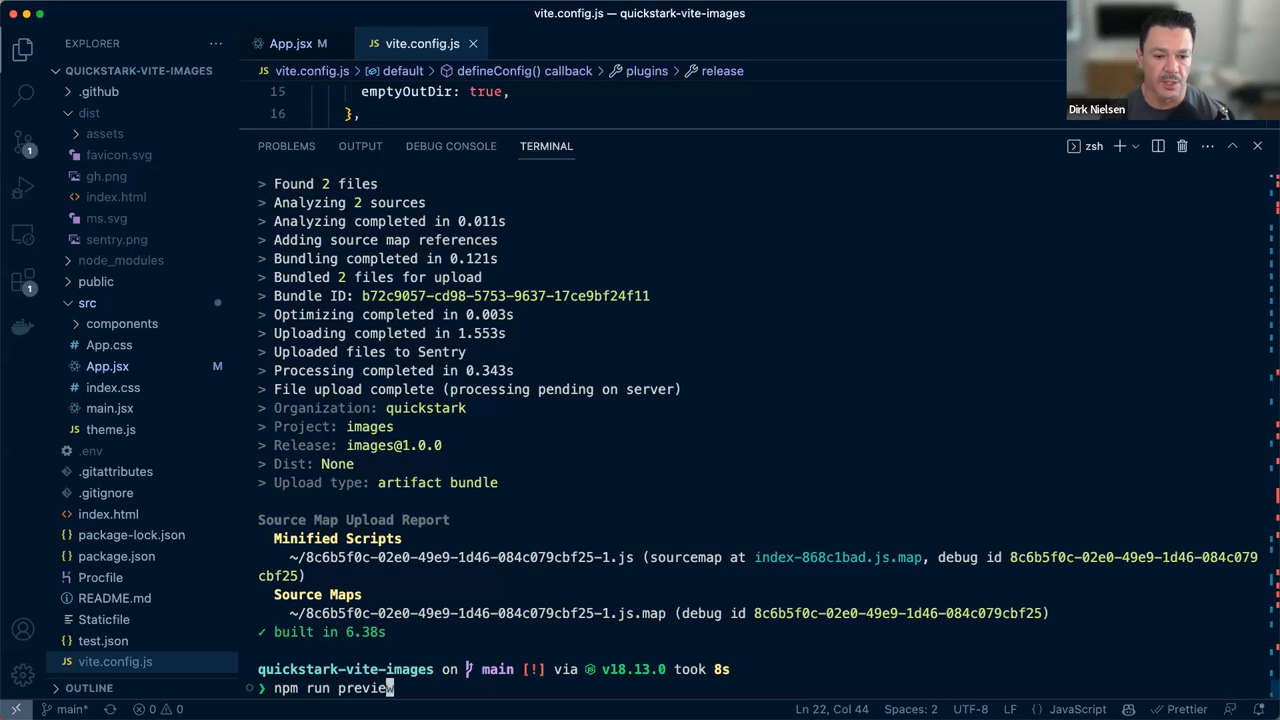 vite.config.js — quickstark-vite-images
EXPLORER
App.jsx M
JS vite.config.js
QUICKSTARK-VITE-IMAGES
JS vite.config.js > default > defineConfig() callback > plugins > release
Dirk Nielsen
.github
15 emptyOutDir: true,
dist
16 },
assets
PROBLEMS OUTPUT DEBUG CONSOLE TERMINAL
zsh
favicon.svg
gh.png
<> index.html
ms.svg
sentry.png
node_modules
public
src
components
# App.css
App.jsx M
# index.css
main.jsx
JS theme.js
.env
.gitattributes
.gitignore
<> index.html
{} package-lock.json
{} package.json
Procfile
README.md
Staticfile
{} test.json
JS vite.config.js
OUTLINE
1
1
> Found 2 files
> Analyzing 2 sources
> Analyzing completed in 0.011s
> Adding source map references
> Bundling completed in 0.121s
> Bundled 2 files for upload
> Bundle ID: b72c9057-cd98-5753-9637-17ce9bf24f11
> Optimizing completed in 0.003s
> Uploading completed in 1.553s
> Uploaded files to Sentry
> Processing completed in 0.343s
> File upload complete (processing pending on server)
> Organization: quickstark
> Project: images
> Release: images@1.0.0
> Dist: None
> Upload type: artifact bundle
Source Map Upload Report
Minified Scripts
~/8c6b5f0c-02e0-49e9-1d46-084c079cbf25-1.js (sourcemap at index-868c1bad.js.map, debug id 8c6b5f0c-02e0-49e9-1d46-084c079
cbf25)
Source Maps
~/8c6b5f0c-02e0-49e9-1d46-084c079cbf25-1.js.map (debug id 8c6b5f0c-02e0-49e9-1d46-084c079cbf25)
✓ built in 6.38s
quickstark-vite-images on main [!] via v18.13.0 took 8s
❯ npm run preview
main* 0 0
Ln 22, Col 44 Spaces: 2 UTF-8 LF JavaScript Prettier